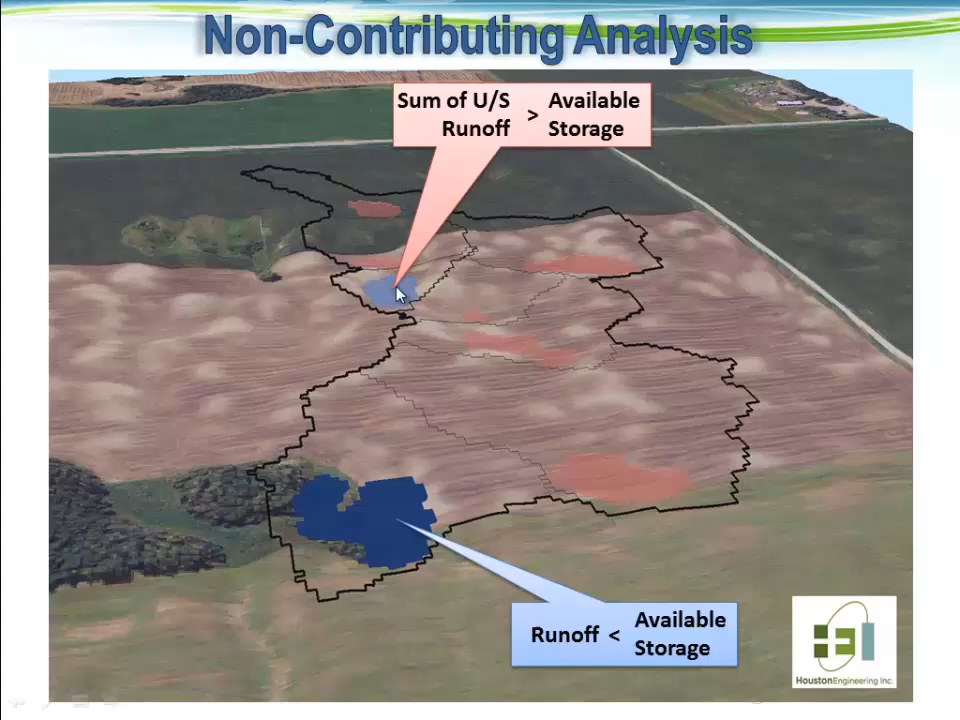 Non-Contributing Analysis
Sum of U/S
Runoff
>
Available
Storage
Runoff <
Available
Storage
HoustonEngineering Inc.